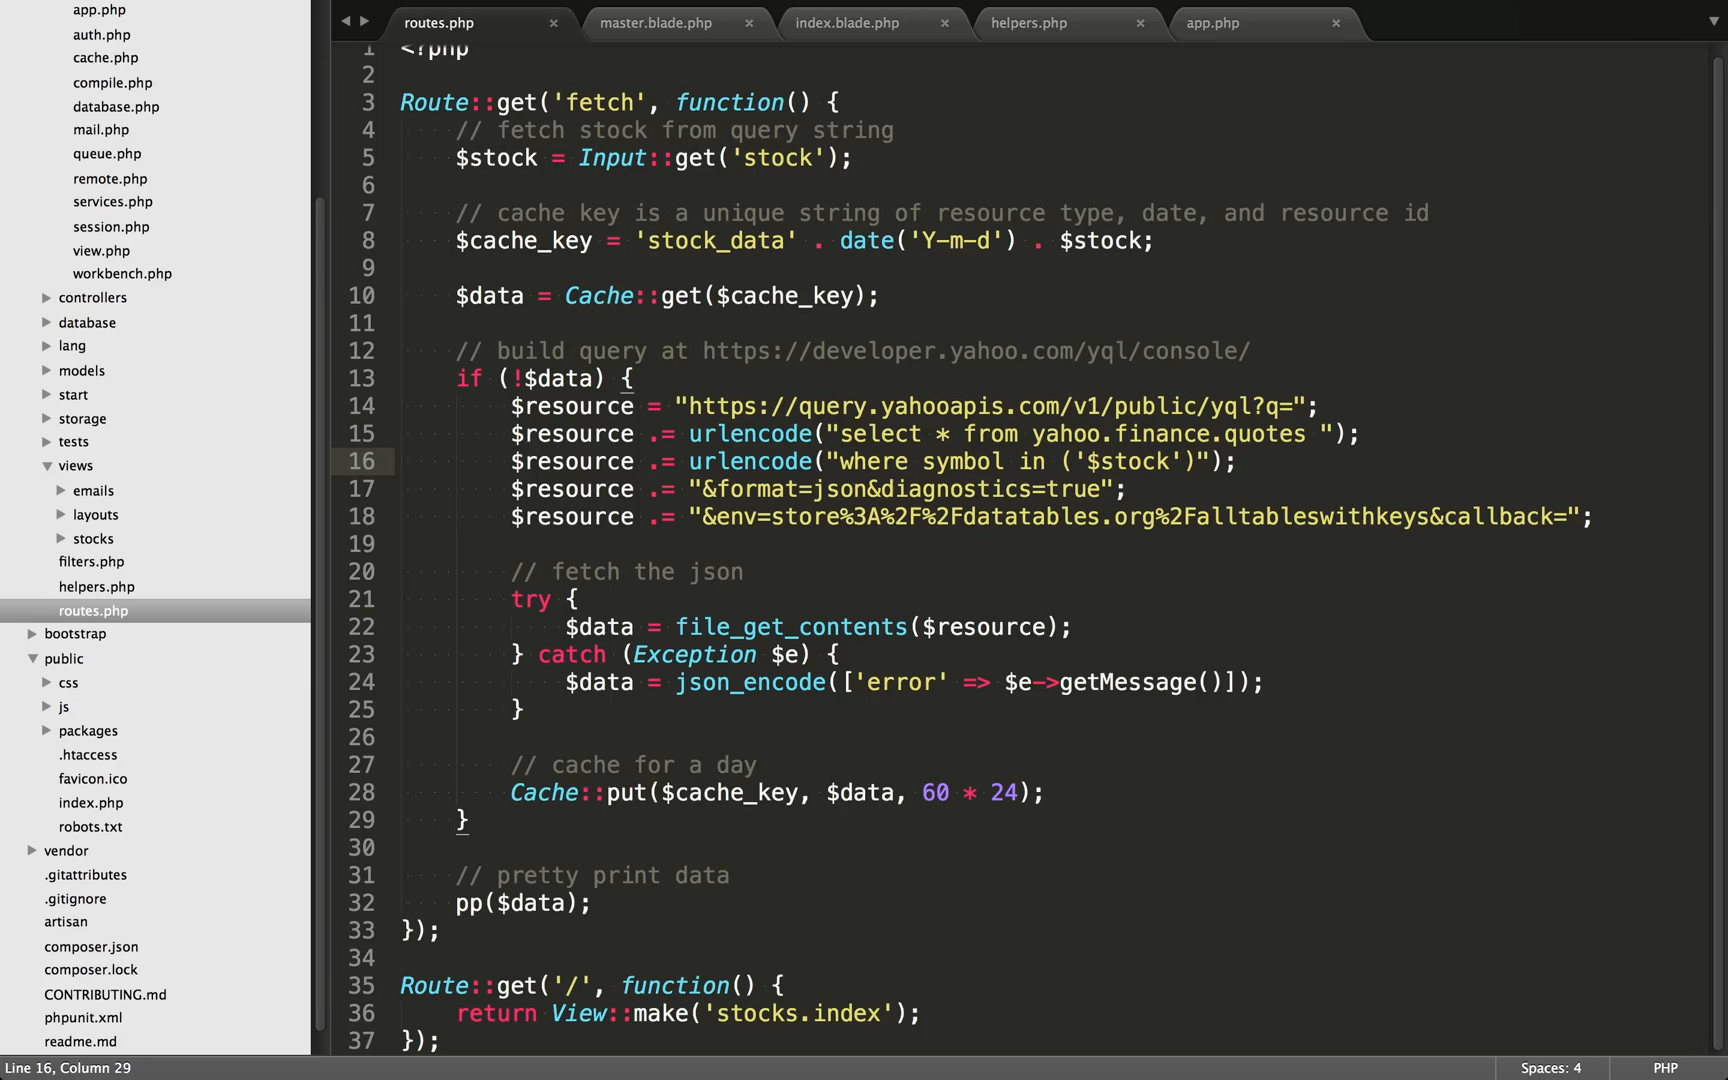 app.php
auth.php
cache.php
compile.php
database.php
mail.php
queue.php
remote.php
services.php
session.php
view.php
workbench.php
controllers
database
lang
models
start
storage
tests
views
emails
layouts
stocks
filters.php
helpers.php
routes.php
bootstrap
public
css
js
packages
.htaccess
favicon.ico
index.php
robots.txt
vendor
.gitattributes
.gitignore
artisan
composer.json
composer.lock
CONTRIBUTING.md
phpunit.xml
readme.md
routes.php × master.blade.php × index.blade.php × helpers.php × app.php ×
1 <?php
2
3 Route::get('fetch', function() {
4 // fetch stock from query string
5 $stock = Input::get('stock');
6
7 // cache key is a unique string of resource type, date, and resource id
8 $cache_key = 'stock_data' . date('Y-m-d') . $stock;
9
10 $data = Cache::get($cache_key);
11
12 // build query at https://developer.yahoo.com/yql/console/
13 if (!$data) {
14 $resource = "https://query.yahooapis.com/v1/public/yql?q=";
15 $resource .= urlencode("select * from yahoo.finance.quotes ");
16 $resource .= urlencode("where symbol in ('$stock')");
17 $resource .= "&format=json&diagnostics=true";
18 $resource .= "&env=store%3A%2F%2Fdatatables.org%2Falltableswithkeys&callback=";
19
20 // fetch the json
21 try {
22 $data = file_get_contents($resource);
23 } catch (Exception $e) {
24 $data = json_encode(['error' => $e->getMessage()]);
25 }
26
27 // cache for a day
28 Cache::put($cache_key, $data, 60 * 24);
29 }
30
31 // pretty print data
32 pp($data);
33 });
34
35 Route::get('/', function() {
36 return View::make('stocks.index');
37 });
Line 16, Column 29
Spaces: 4
PHP